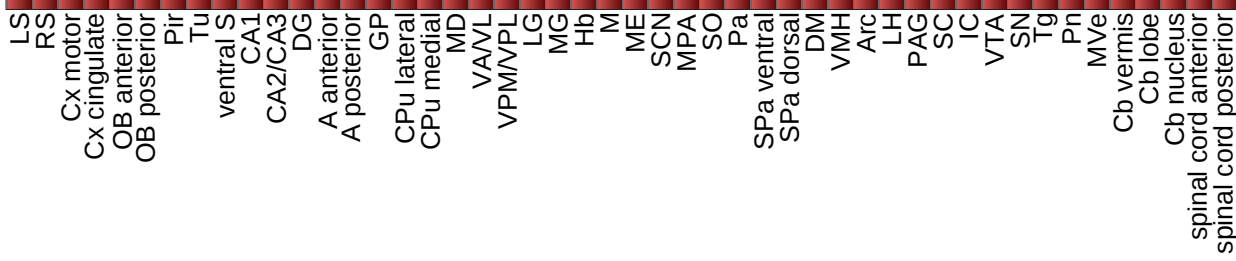 LS
RS
Cx motor
Cx cingulate
OB anterior
OB posterior
Pir
Tu
ventral S
CA1
CA2/CA3
DG
A anterior
A posterior
GP
CPu lateral
CPu medial
MD
VA/VL
VPM/VPL
LG
MG
Hb
M
ME
SCN
MPA
SO
Pa
SPa ventral
SPa dorsal
DM
VMH
Arc
LH
PAG
SC
IC
VTA
SN
Tg
Pn
MVe
Cb vermis
Cb lobe
Cb nucleus
spinal cord anterior
spinal cord posterior